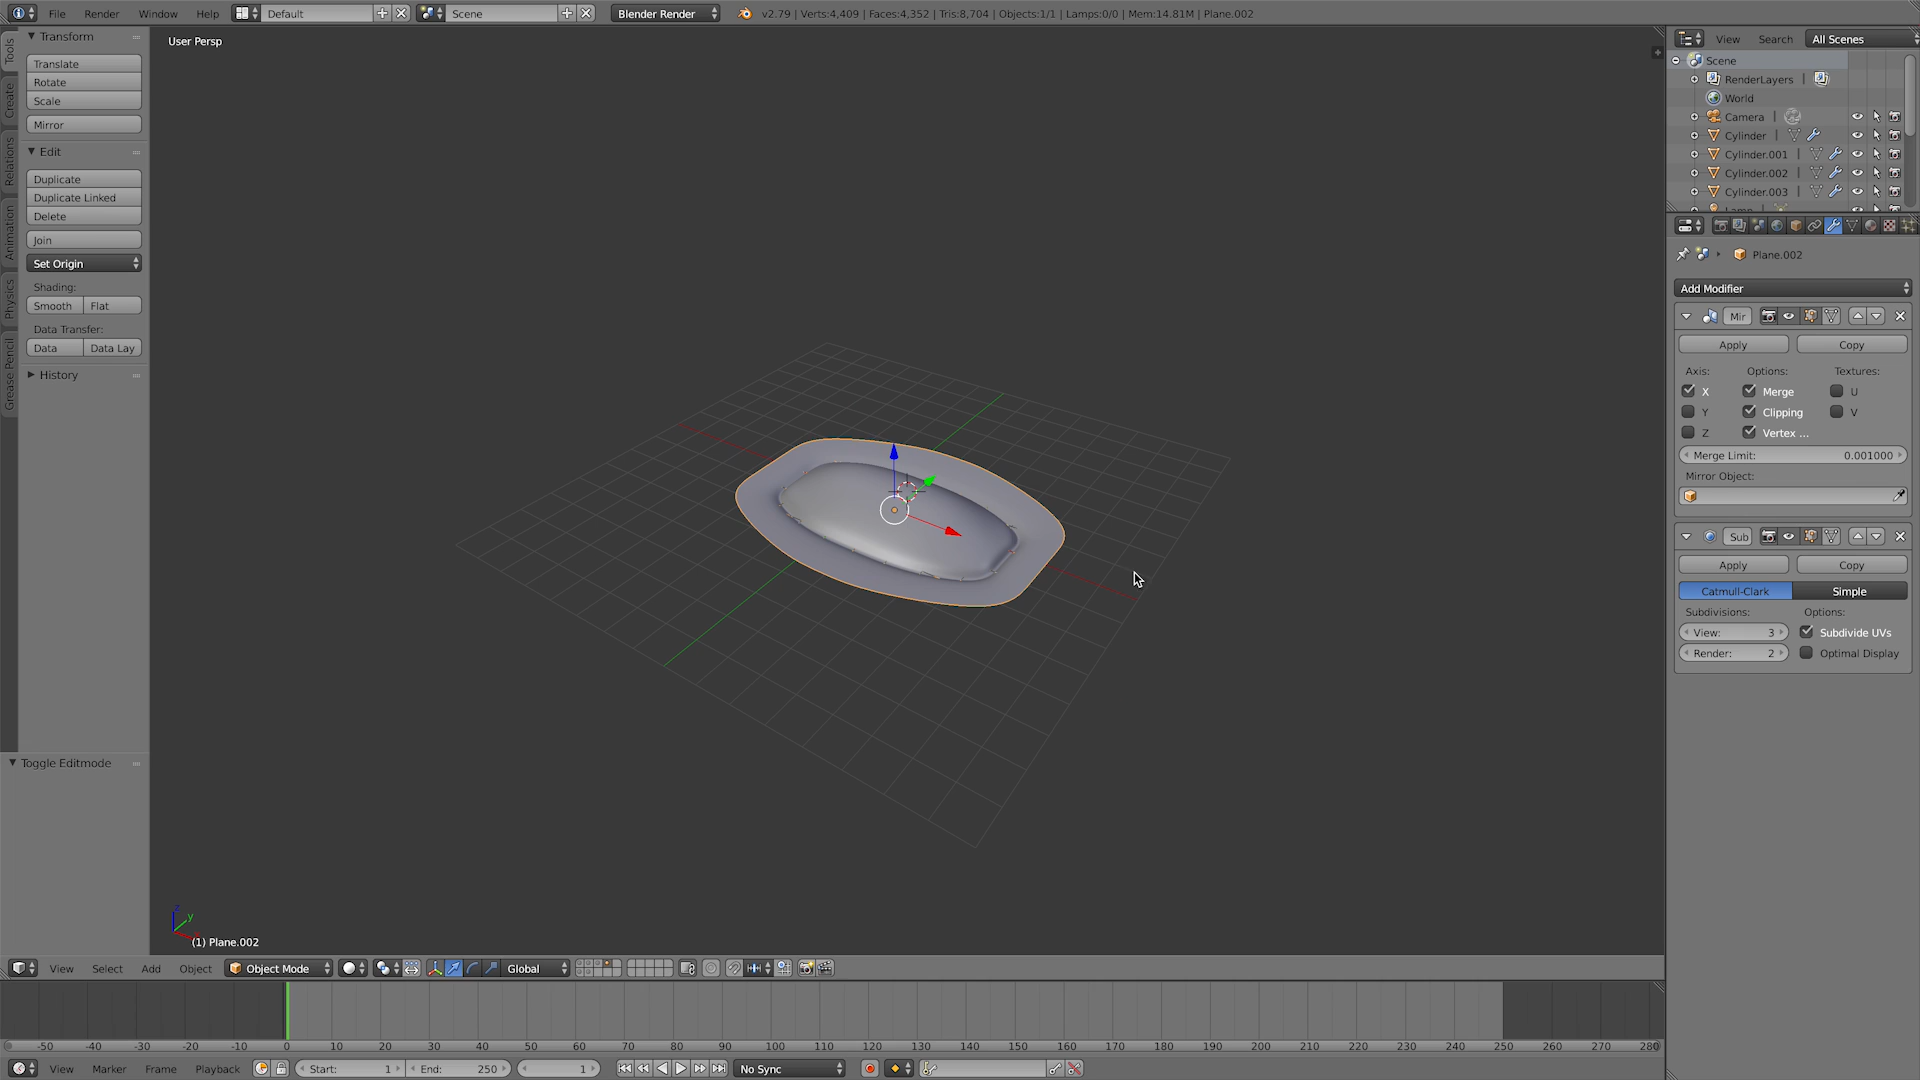 File Render Window Help Default Scene Blender Render v2.79 | Verts:4,409 | Faces:4,352 | Tris:8,704 | Objects:1/1 | Lamps:0/0 | Mem:14.81M | Plane.002
Tools
Create
Relations
Animation
Physics
Grease Pencil
Transform
Translate
Rotate
Scale
Mirror
Edit
Duplicate
Duplicate Linked
Delete
Join
Set Origin
Shading:
Smooth Flat
Data Transfer:
Data Data Lay
History
Toggle Editmode
User Persp
z
y
(1) Plane.002
View Search All Scenes
Scene
RenderLayers |
World
Camera |
Cylinder |
Cylinder.001 |
Cylinder.002 |
Cylinder.003 |
Lamp
Plane.002
Add Modifier
Mir
Apply Copy
Axis: Options: Textures:
X Merge U
Y Clipping V
Z Vertex ...
Merge Limit: 0.001000
Mirror Object:
Sub
Apply Copy
Catmull-Clark Simple
Subdivisions: Options:
View: 3 Subdivide UVs
Render: 2 Optimal Display
View Select Add Object Object Mode Global
-50 -40 -30 -20 -10 0 10 20 30 40 50 60 70 80 90 100 110 120 130 140 150 160 170 180 190 200 210 220 230 240 250 260 270 280
View Marker Frame Playback Start: 1 End: 250 1 No Sync